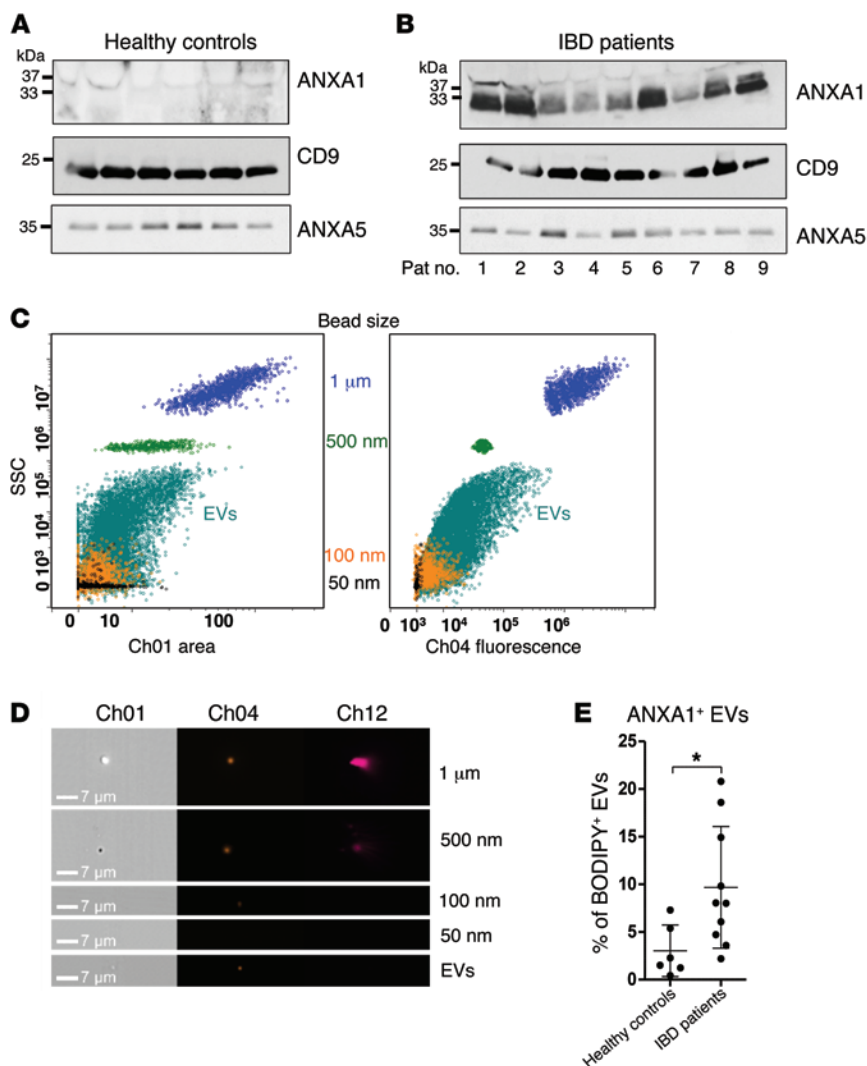 A
Healthy controls
kDa
37
33
ANXA1
25
CD9
35
ANXA5
B
IBD patients
kDa
37
33
ANXA1
25
CD9
35
ANXA5
Pat no. 1 2 3 4 5 6 7 8 9
C
Bead size
SSC
10⁷
10⁶
10⁵
10⁴
10³
0
1 μm
500 nm
EVs
100 nm
50 nm
EVs
0 10 100
Ch01 area
0 10³ 10⁴ 10⁵ 10⁶
Ch04 fluorescence
D
Ch01 Ch04 Ch12
7 μm
1 μm
7 μm
500 nm
7 μm
100 nm
7 μm
50 nm
7 μm
EVs
E
ANXA1⁺ EVs
% of BODIPY⁺ EVs
25
20
15
10
5
0
*
Healthy controls
IBD patients